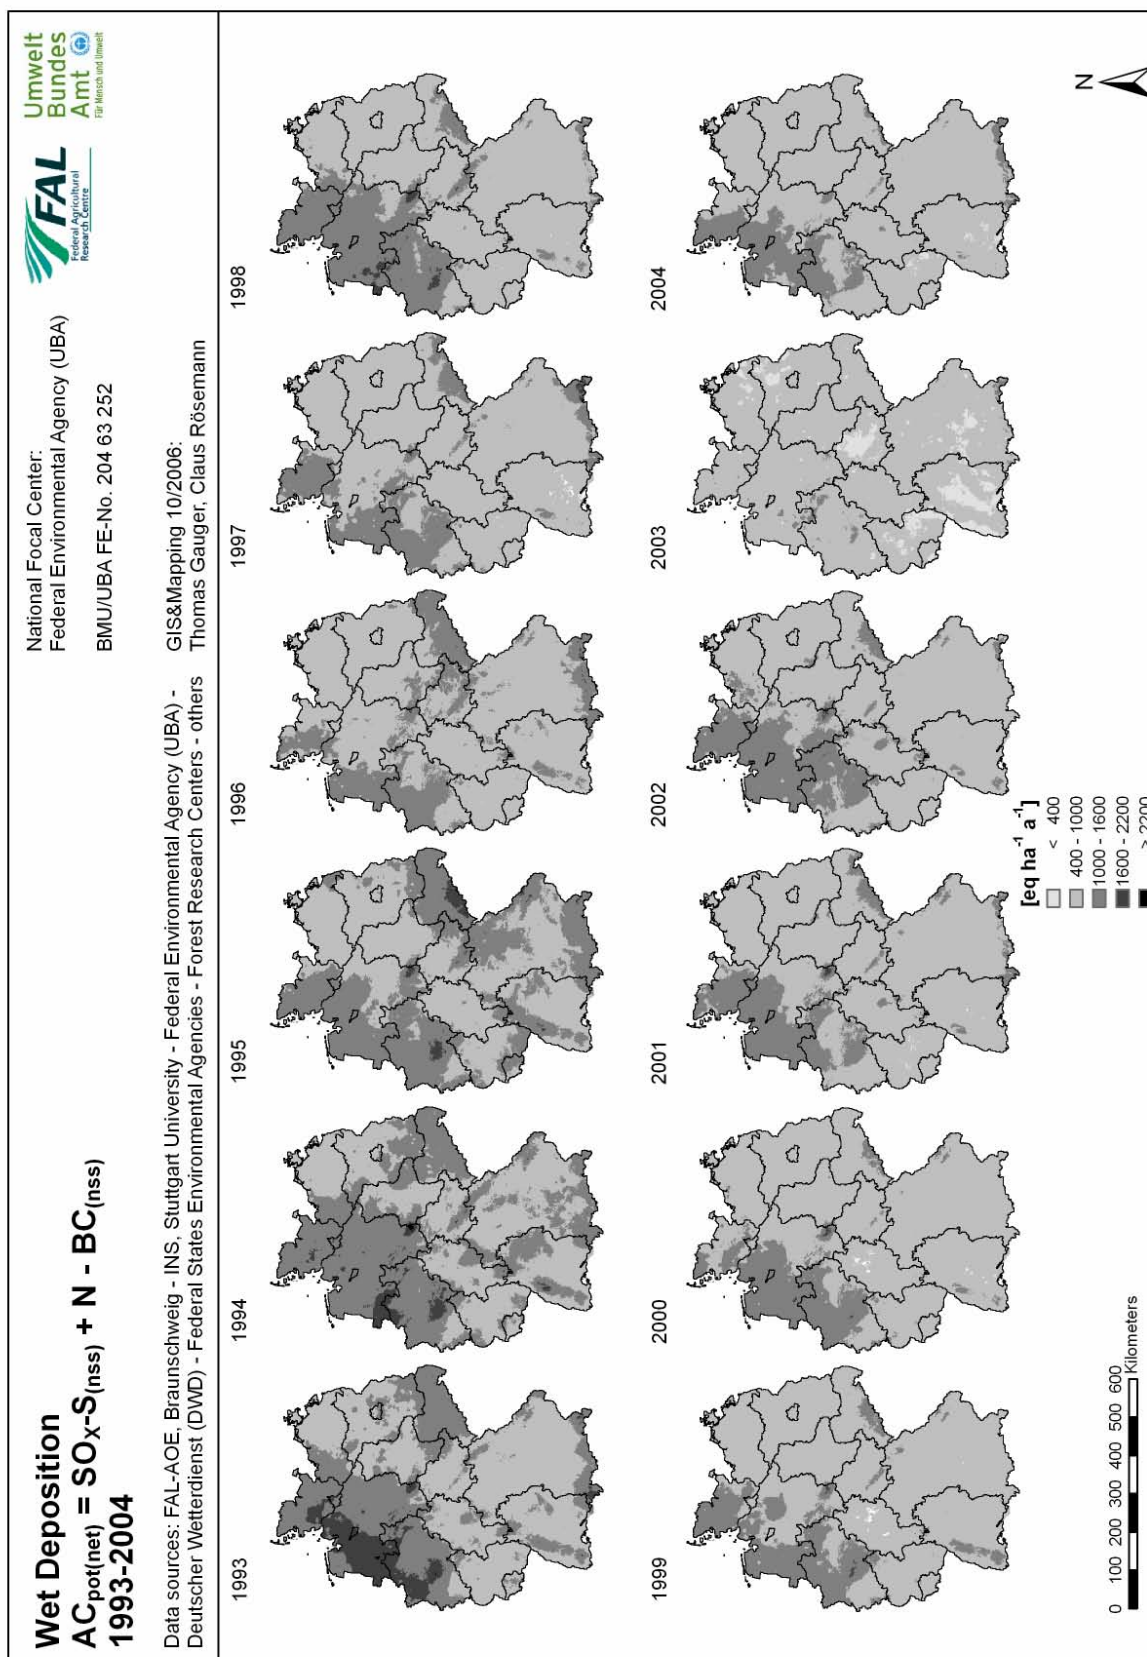 Wet Deposition
ACpot(net) = SOX-S(nss) + N - BC(nss)
1993-2004
National Focal Center:
Federal Environmental Agency (UBA)
BMU/UBA FE-No. 204 63 252
FAL
Federal Agricultural
Research Centre
Umwelt
Bundes
Amt
Für Mensch und Umwelt
Data sources: FAL-AOE, Braunschweig - INS, Stuttgart University - Federal Environmental Agency (UBA) -
Deutscher Wetterdienst (DWD) - Federal States Environmental Agencies - Forest Research Centers - others
GIS&Mapping 10/2006:
Thomas Gauger, Claus Rösemann
1993
1994
1995
1996
1997
1998
1999
2000
2001
2002
2003
2004
0 100 200 300 400 500 600
Kilometers
[eq ha-1 a-1]
< 400
400 - 1000
1000 - 1600
1600 - 2200
> 2200
N